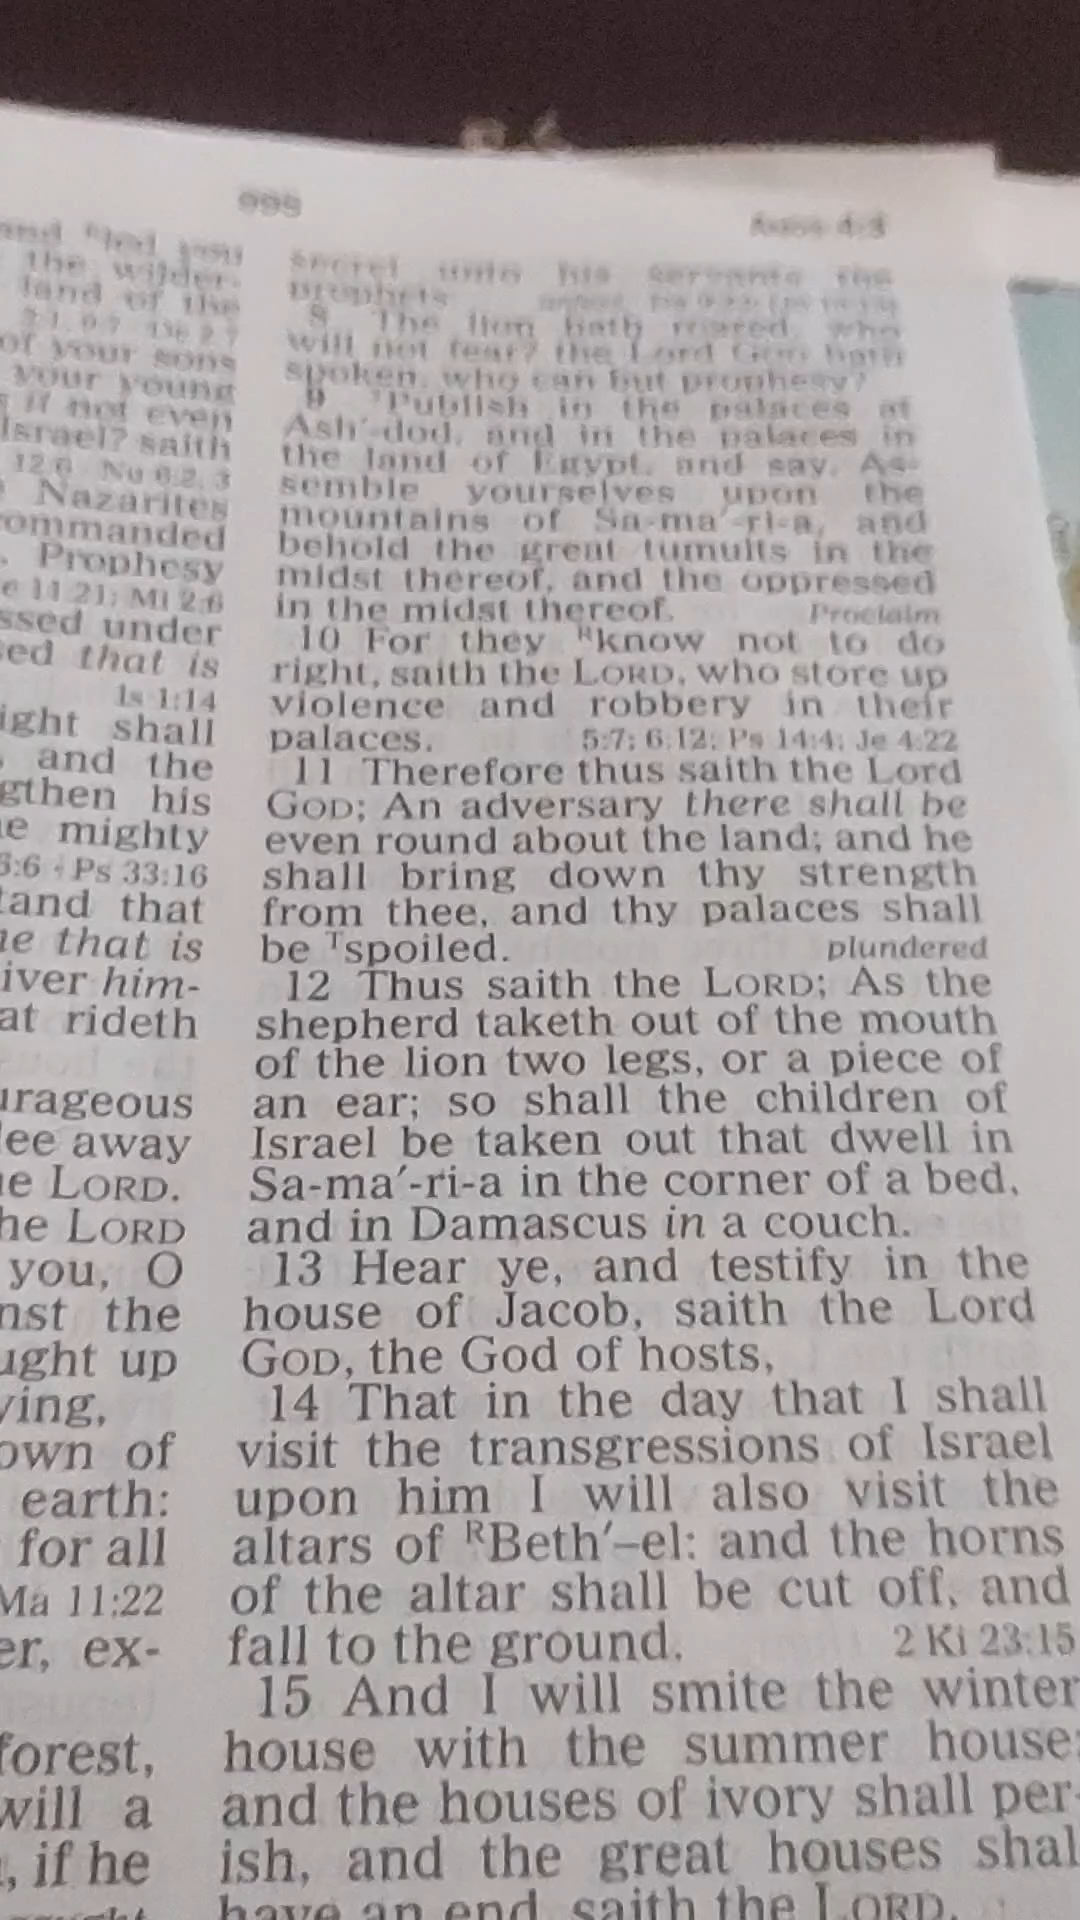 995
Amos 4:3
and ᴿled you
the wilder-
land of the
of your sons
your young
not even
Israel? saith
12:6 Nu 6:2, 3
Nazarites
ommanded
Prophesy
e 11:21; Mi 2:6
ssed under
sed that is
Is 1:14
ight shall
and the
gthen his
e mighty
6:6 Ps 33:16
tand that
e that is
iver him-
at rideth
urageous
lee away
he LORD.
he LORD
you, O
nst the
ught up
ying,
own of
earth:
for all
Ma 11:22
er, ex-
forest,
will a
, if he
secret unto his servants the
prophets
8 The lion hath roared, who
will not fear? the Lord GOD hath
spoken, who can but prophesy?
9 ᵀPublish in the palaces at
Ash′-dod, and in the palaces in
the land of Egypt, and say, As-
semble yourselves upon the
mountains of Sa-ma′-ri-a, and
behold the great tumults in the
midst thereof, and the oppressed
in the midst thereof. Proclaim
10 For they ᴿknow not to do
right, saith the LORD, who store up
violence and robbery in their
palaces. 5:7; 6:12; Ps 14:4; Je 4:22
11 Therefore thus saith the Lord
GOD; An adversary there shall be
even round about the land; and he
shall bring down thy strength
from thee, and thy palaces shall
be ᵀspoiled. plundered
12 Thus saith the LORD; As the
shepherd taketh out of the mouth
of the lion two legs, or a piece of
an ear; so shall the children of
Israel be taken out that dwell in
Sa-ma′-ri-a in the corner of a bed,
and in Damascus in a couch.
13 Hear ye, and testify in the
house of Jacob, saith the Lord
GOD, the God of hosts,
14 That in the day that I shall
visit the transgressions of Israel
upon him I will also visit the
altars of ᴿBeth′–el: and the horns
of the altar shall be cut off, and
fall to the ground. 2 Ki 23:15
15 And I will smite the winter
house with the summer house;
and the houses of ivory shall per-
ish, and the great houses shal
have an end, saith the LORD.